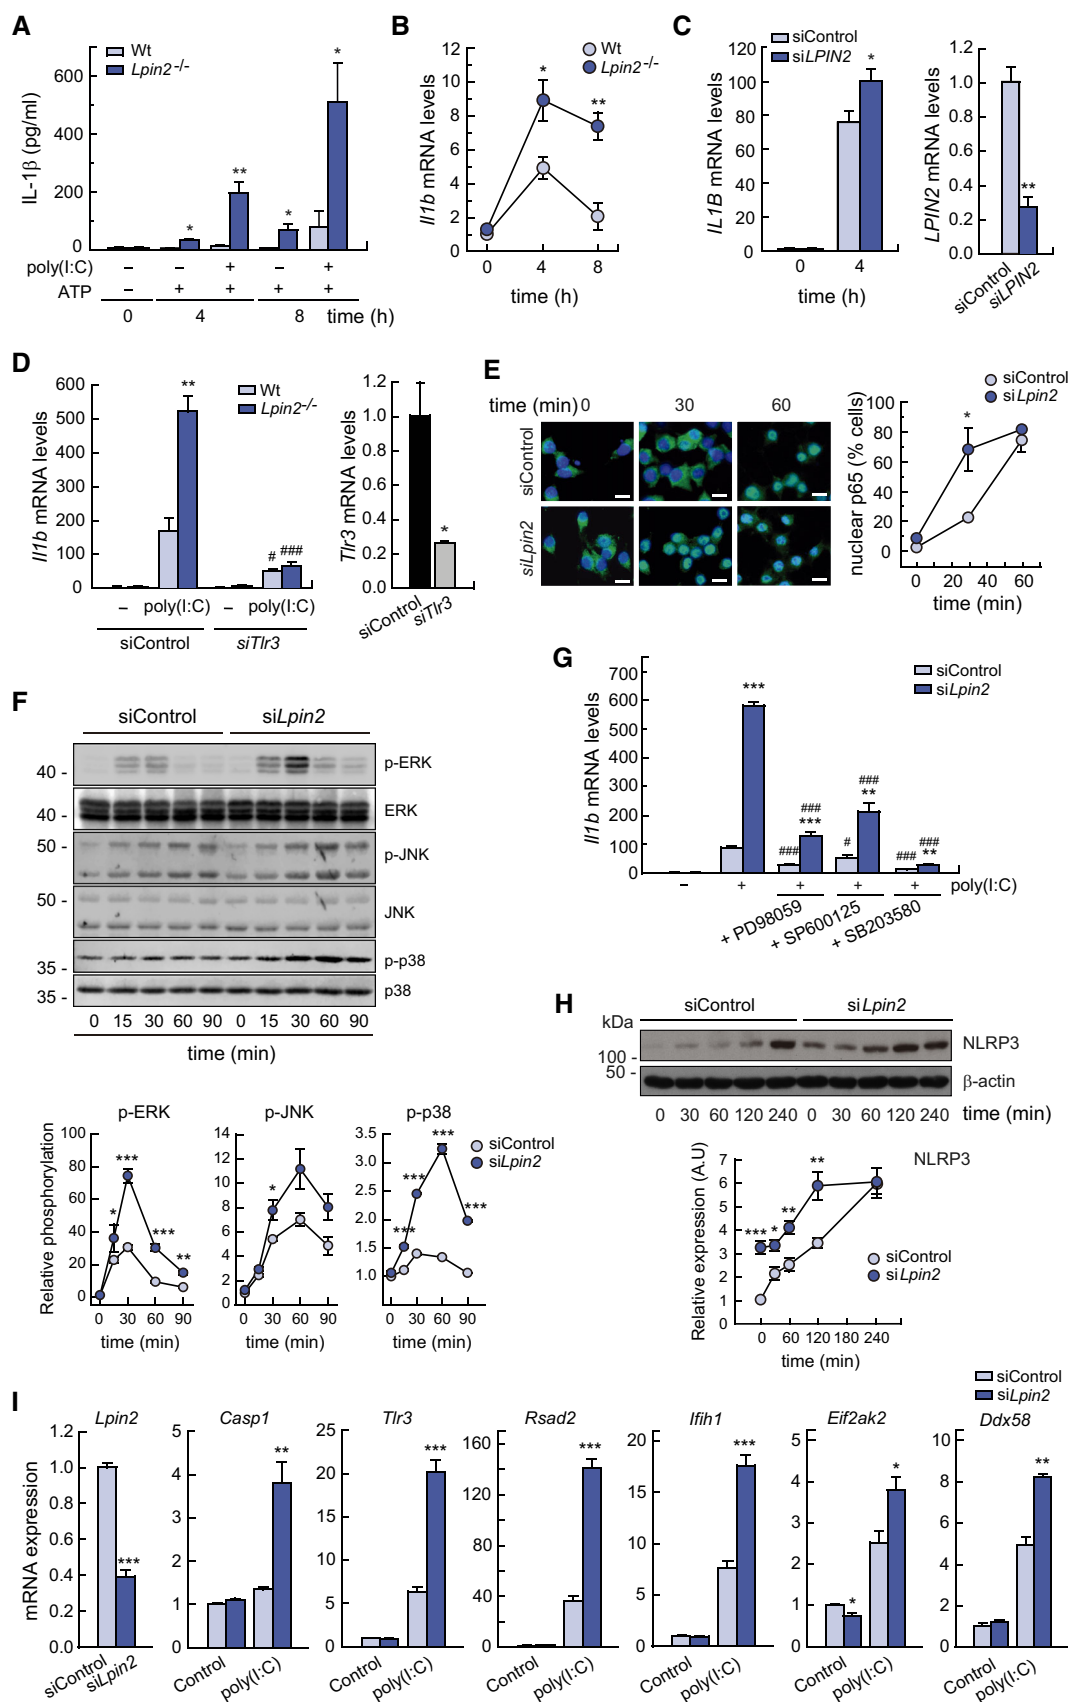 A
Wt
Lpin2-/-
IL-1β (pg/ml)
600
400
200
0
poly(I:C) – – + – +
ATP – + + + +
0 4 8 time (h)
B
Wt
Lpin2-/-
Il1b mRNA levels
12
10
8
6
4
2
0
* **
0 4 8
time (h)
C
siControl
siLPIN2
IL1B mRNA levels
120
100
80
60
40
20
0
*
0 4
time (h)
LPIN2 mRNA levels
1.2
1.0
0.8
0.6
0.4
0.2
0.0
**
siControl
siLPIN2
* ** * *
D
Wt
Lpin2-/-
Il1b mRNA levels
600
500
400
300
200
100
0
** # ###
– poly(I:C) – poly(I:C)
siControl siTlr3
Tlr3 mRNA levels
1.2
1.0
0.8
0.6
0.4
0.2
0.0
*
siControl
siTlr3
E
time (min) 0 30 60
siControl
siLpin2
siControl
siLpin2
nuclear p65 (% cells)
100
80
60
40
20
0
*
0 20 40 60
time (min)
F
siControl siLpin2
40 - p-ERK
40 - ERK
50 - p-JNK
50 - JNK
35 - p-p38
35 - p38
0 15 30 60 90 0 15 30 60 90
time (min)
p-ERK p-JNK p-p38
siControl
siLpin2
Relative phosphorylation
100
80
60
40
20
0
* *** *** **
0 30 60 90
time (min)
14
12
10
8
6
4
2
0
*
0 30 60 90
time (min)
3.5
3.0
2.5
2.0
1.5
1.0
*** *** *** ***
0 30 60 90
time (min)
G
siControl
siLpin2
Il1b mRNA levels
700
600
500
400
300
200
100
0
***
### ### ***
# ### **
### ### **
– + + + + poly(I:C)
+ PD98059
+ SP600125
+ SB203580
H
siControl siLpin2
kDa
100 - NLRP3
50 - β-actin
0 30 60 120 240 0 30 60 120 240 time (min)
NLRP3
Relative expression (A.U)
7
6
5
4
3
2
1
0
*** * ** **
siControl
siLpin2
0 60 120 180 240
time (min)
I
siControl
siLpin2
mRNA expression
Lpin2
1.2
1.0
0.8
0.6
0.4
0.2
0.0
***
siControl
siLpin2
Casp1
5
4
3
2
1
0
**
Control
poly(I:C)
Tlr3
25
20
15
10
5
0
***
Control
poly(I:C)
Rsad2
160
120
80
40
0
***
Control
poly(I:C)
Ifih1
20
15
10
5
0
***
Control
poly(I:C)
Eif2ak2
5
4
3
2
1
0
* *
Control
poly(I:C)
Ddx58
10
8
6
4
2
0
**
Control
poly(I:C)